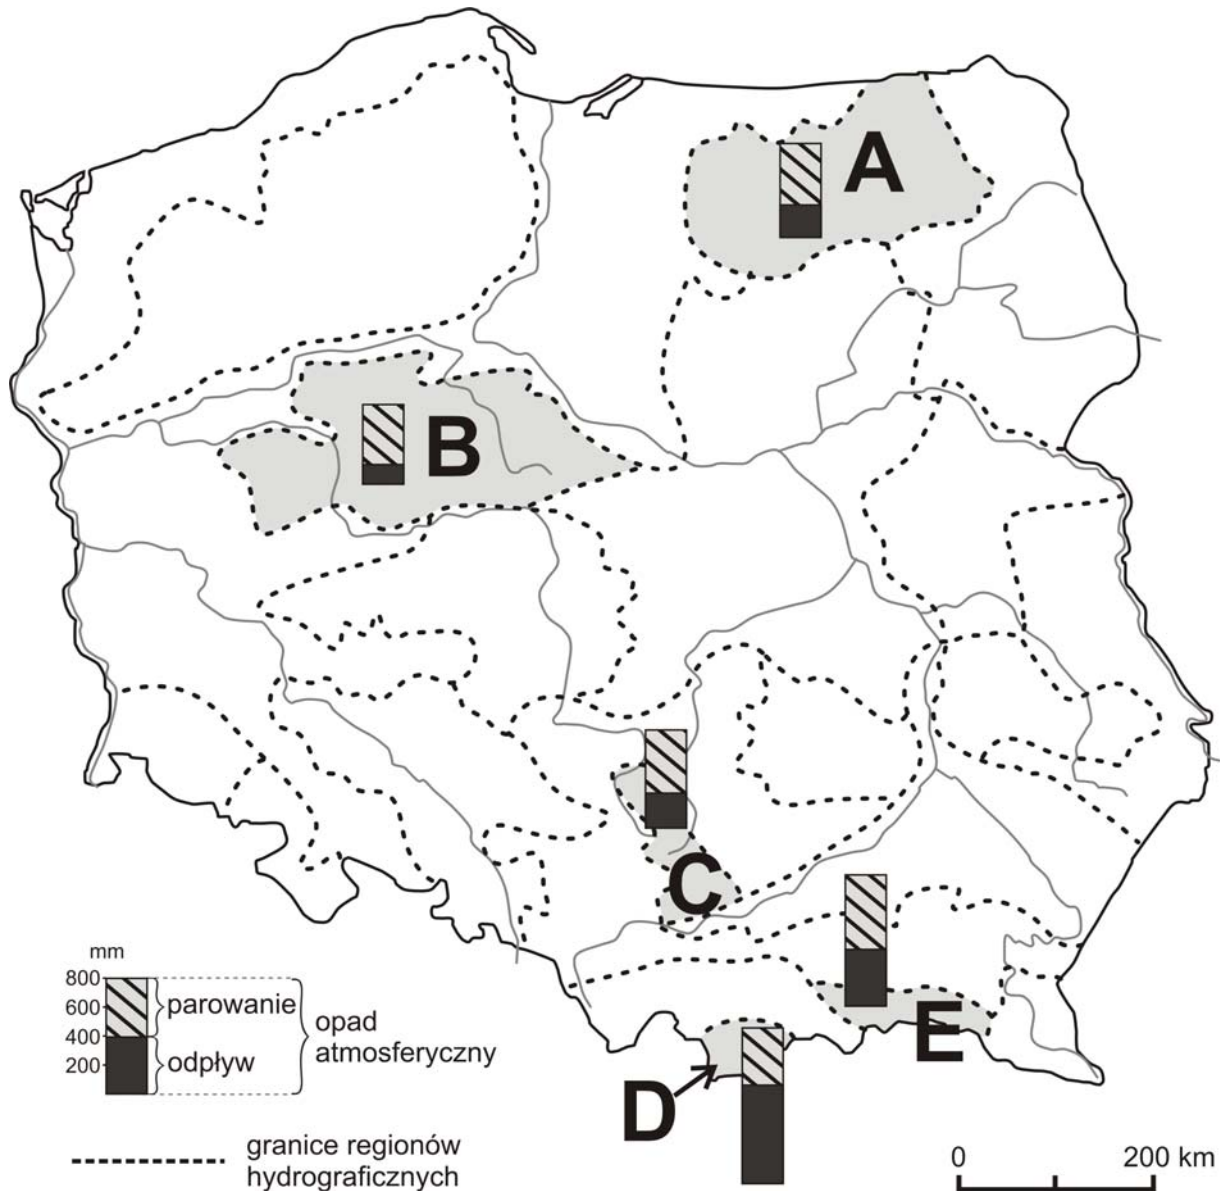 A
B
C
E
D
mm
800
600
400
200
parowanie
odpływ
opad
atmosferyczny
granice regionów
hydrograficznych
0 200 km